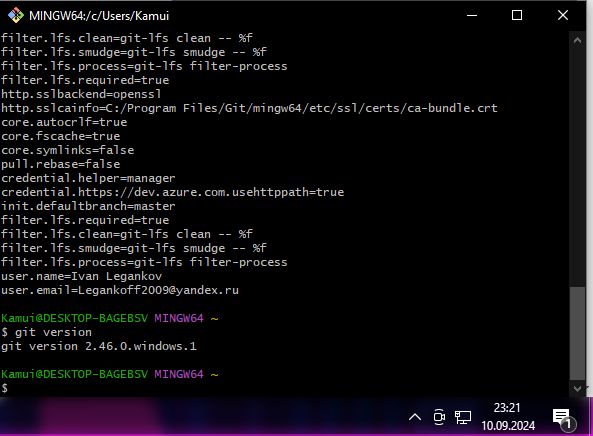 MINGW64:/c/Users/Kamui
filter.lfs.clean=git-lfs clean -- %f
filter.lfs.smudge=git-lfs smudge -- %f
filter.lfs.process=git-lfs filter-process
filter.lfs.required=true
http.sslbackend=openssl
http.sslcainfo=C:/Program Files/Git/mingw64/etc/ssl/certs/ca-bundle.crt
core.autocrlf=true
core.fscache=true
core.symlinks=false
pull.rebase=false
credential.helper=manager
credential.https://dev.azure.com.usehttppath=true
init.defaultbranch=master
filter.lfs.required=true
filter.lfs.clean=git-lfs clean -- %f
filter.lfs.smudge=git-lfs smudge -- %f
filter.lfs.process=git-lfs filter-process
user.name=Ivan Legankov
user.email=Legankoff2009@yandex.ru
Kamui@DESKTOP-BAGEBSV MINGW64 ~
$ git version
git version 2.46.0.windows.1
Kamui@DESKTOP-BAGEBSV MINGW64 ~
$
23:21
10.09.2024
1